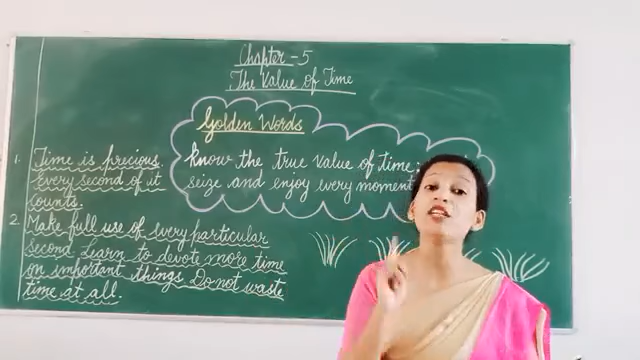 Chapter - 5
The Value of Time
Golden Words
know the true value of time;
seize and enjoy every moment
1. Time is precious.
Every second of it
counts.
2. Make full use of every particular
second. Learn to devote more time
on important things. Do not waste
time at all.